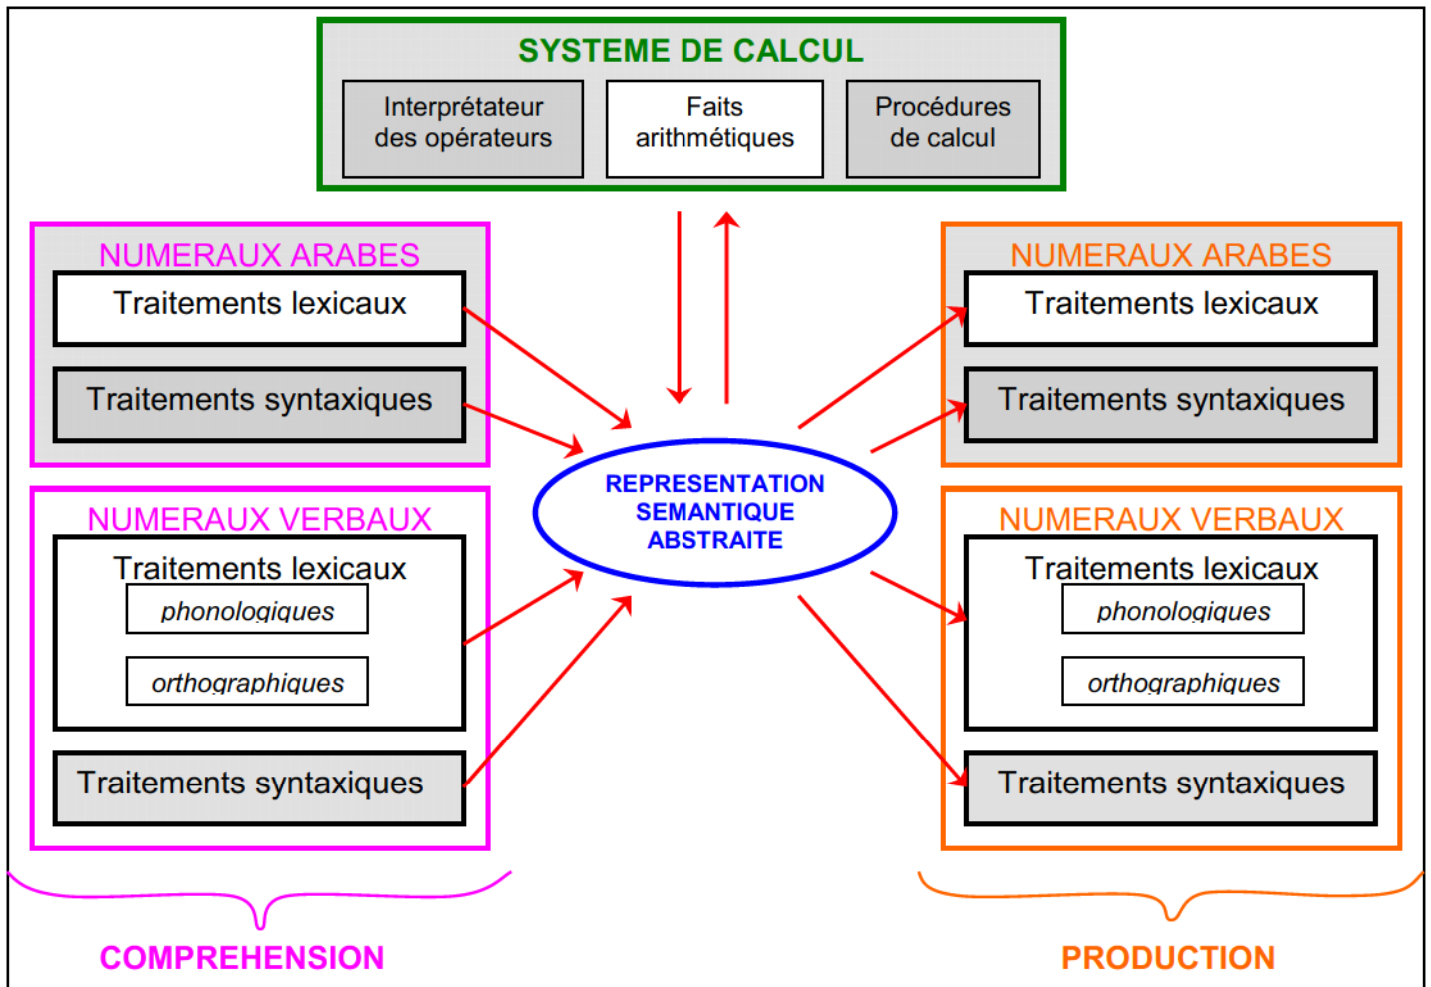 SYSTEME DE CALCUL
Interprétateur
des opérateurs
Faits
arithmétiques
Procédures
de calcul
NUMERAUX ARABES
Traitements lexicaux
Traitements syntaxiques
NUMERAUX VERBAUX
Traitements lexicaux
phonologiques
orthographiques
Traitements syntaxiques
COMPREHENSION
REPRESENTATION
SEMANTIQUE
ABSTRAITE
NUMERAUX ARABES
Traitements lexicaux
Traitements syntaxiques
NUMERAUX VERBAUX
Traitements lexicaux
phonologiques
orthographiques
Traitements syntaxiques
PRODUCTION